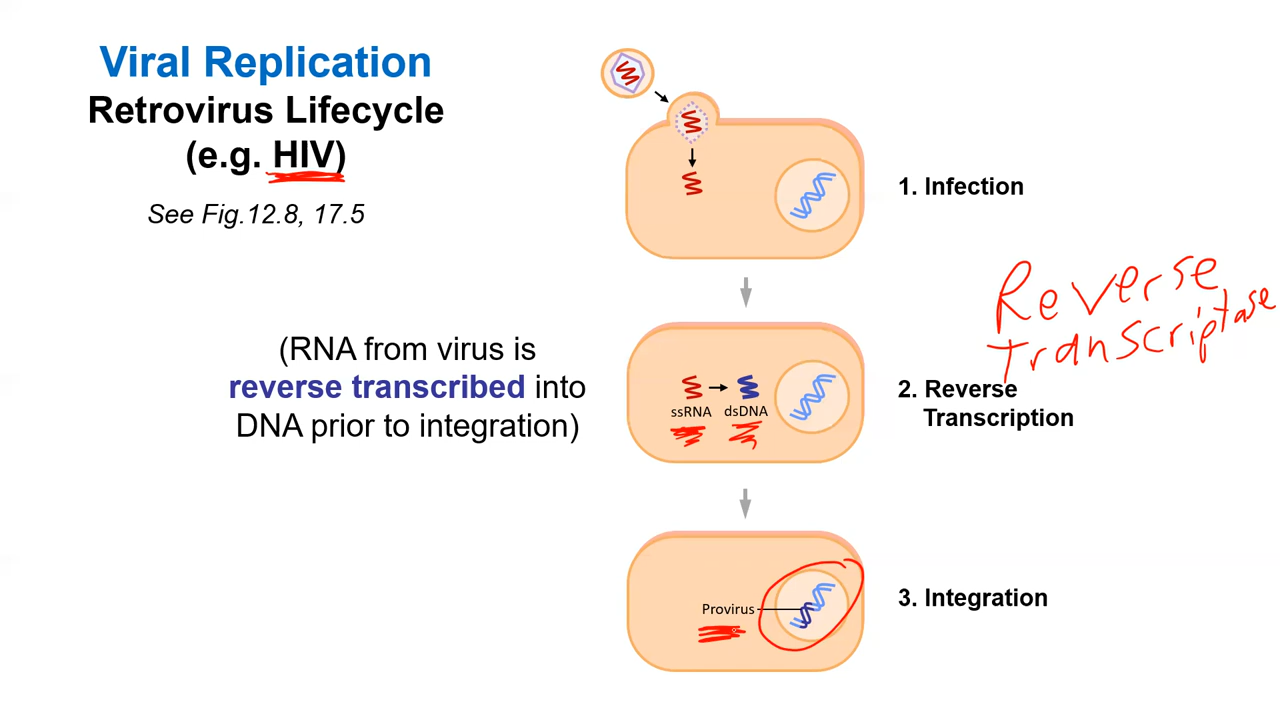 Viral Replication
Retrovirus Lifecycle
(e.g. HIV)
See Fig.12.8, 17.5
1. Infection
Reverse
Transcriptase
(RNA from virus is
reverse transcribed into
DNA prior to integration)
ssRNA dsDNA
2. Reverse
Transcription
Provirus
3. Integration